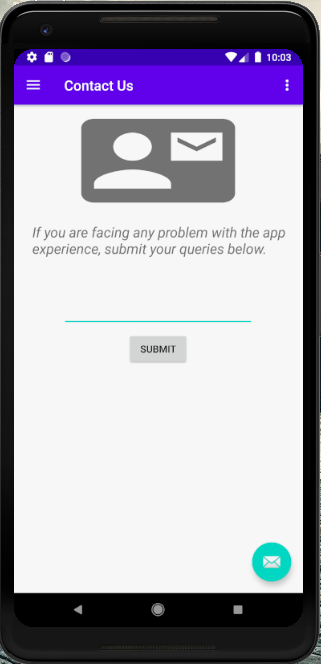 10:03
Contact Us
If you are facing any problem with the app
experience, submit your queries below.
SUBMIT